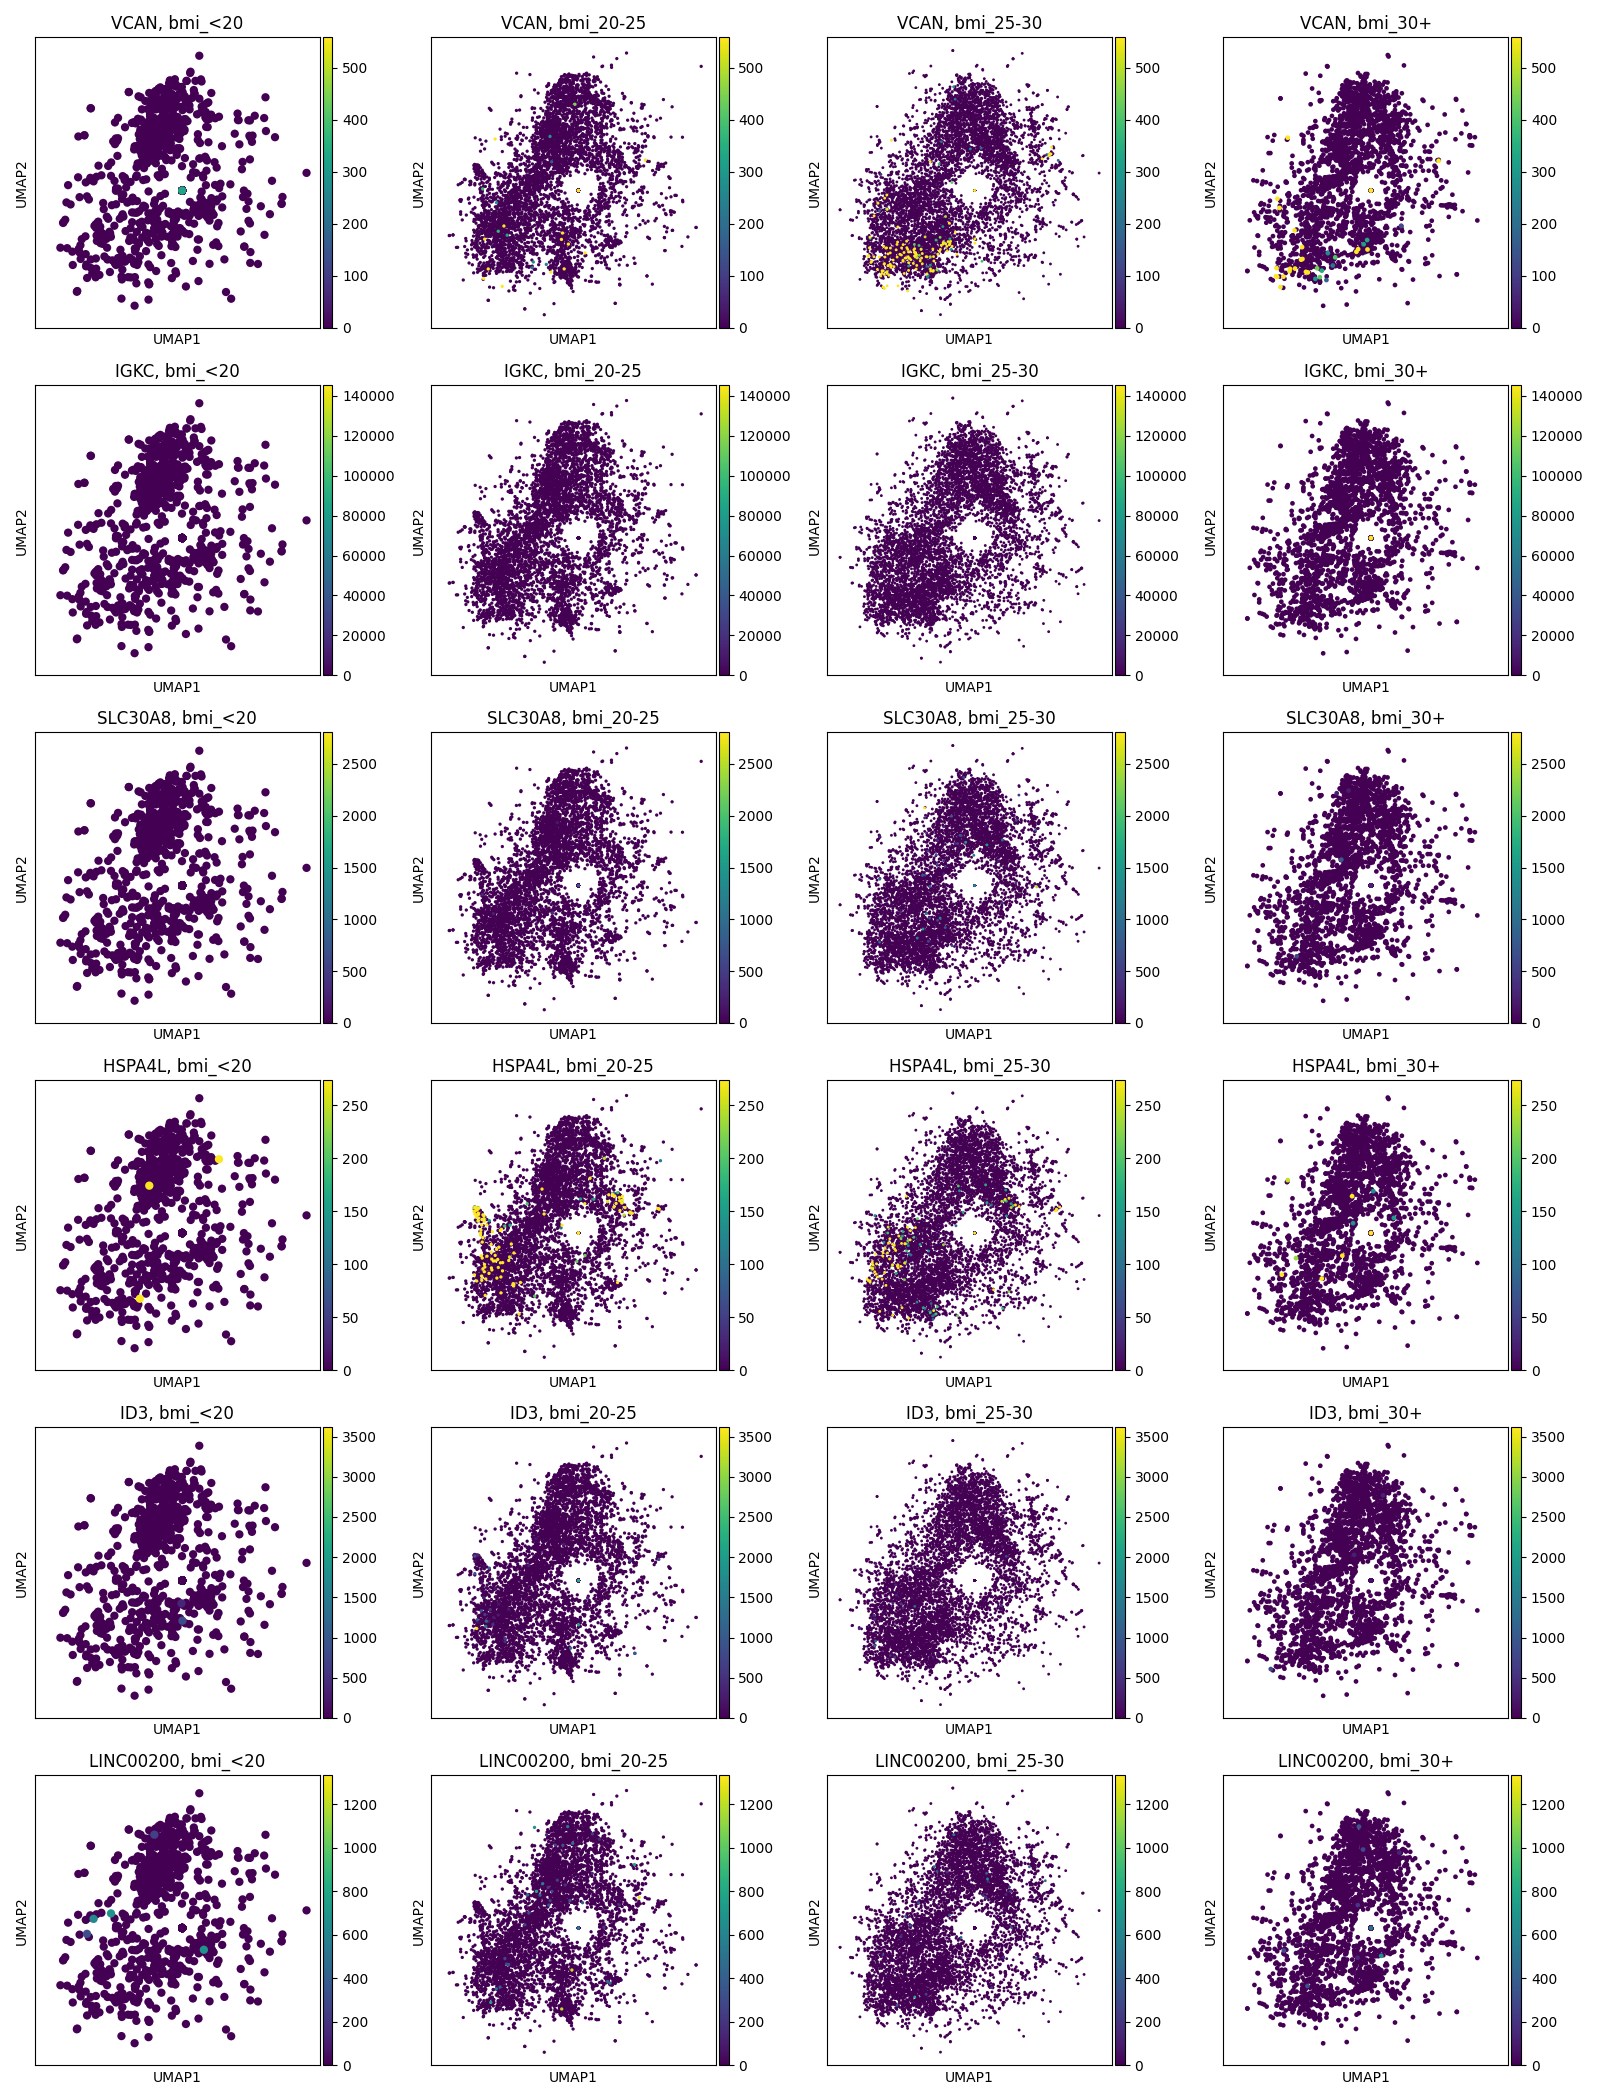 VCAN, bmi_<20 VCAN, bmi_20-25 VCAN, bmi_25-30 VCAN, bmi_30+
500 500 500 500
400 400 400 400
300 300 300 300
UMAP2 UMAP2 UMAP2 UMAP2
200 200 200 200
100 100 100 100
0 0 0 0
UMAP1 UMAP1 UMAP1 UMAP1
IGKC, bmi_<20 IGKC, bmi_20-25 IGKC, bmi_25-30 IGKC, bmi_30+
140000 140000 140000 140000
120000 120000 120000 120000
100000 100000 100000 100000
80000 80000 80000 80000
UMAP2 UMAP2 UMAP2 UMAP2
60000 60000 60000 60000
40000 40000 40000 40000
20000 20000 20000 20000
0 0 0 0
UMAP1 UMAP1 UMAP1 UMAP1
SLC30A8, bmi_<20 SLC30A8, bmi_20-25 SLC30A8, bmi_25-30 SLC30A8, bmi_30+
2500 2500 2500 2500
2000 2000 2000 2000
1500 1500 1500 1500
UMAP2 UMAP2 UMAP2 UMAP2
1000 1000 1000 1000
500 500 500 500
0 0 0 0
UMAP1 UMAP1 UMAP1 UMAP1
HSPA4L, bmi_<20 HSPA4L, bmi_20-25 HSPA4L, bmi_25-30 HSPA4L, bmi_30+
250 250 250 250
200 200 200 200
150 150 150 150
UMAP2 UMAP2 UMAP2 UMAP2
100 100 100 100
50 50 50 50
0 0 0 0
UMAP1 UMAP1 UMAP1 UMAP1
ID3, bmi_<20 ID3, bmi_20-25 ID3, bmi_25-30 ID3, bmi_30+
3500 3500 3500 3500
3000 3000 3000 3000
2500 2500 2500 2500
2000 2000 2000 2000
UMAP2 UMAP2 UMAP2 UMAP2
1500 1500 1500 1500
1000 1000 1000 1000
500 500 500 500
0 0 0 0
UMAP1 UMAP1 UMAP1 UMAP1
LINC00200, bmi_<20 LINC00200, bmi_20-25 LINC00200, bmi_25-30 LINC00200, bmi_30+
1200 1200 1200 1200
1000 1000 1000 1000
800 800 800 800
UMAP2 UMAP2 UMAP2 UMAP2
600 600 600 600
400 400 400 400
200 200 200 200
0 0 0 0
UMAP1 UMAP1 UMAP1 UMAP1